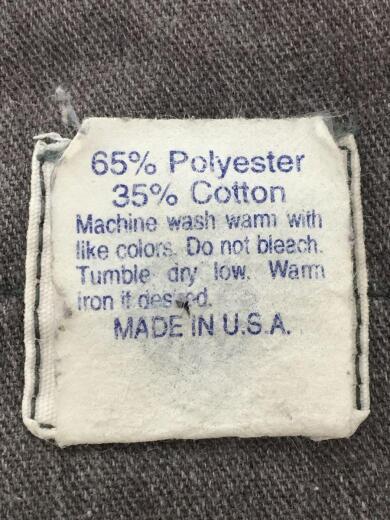 65% Polyester
35% Cotton
Machine wash warm with
like colors. Do not bleach.
Tumble dry low. Warm
iron if desired.
MADE IN U.S.A.